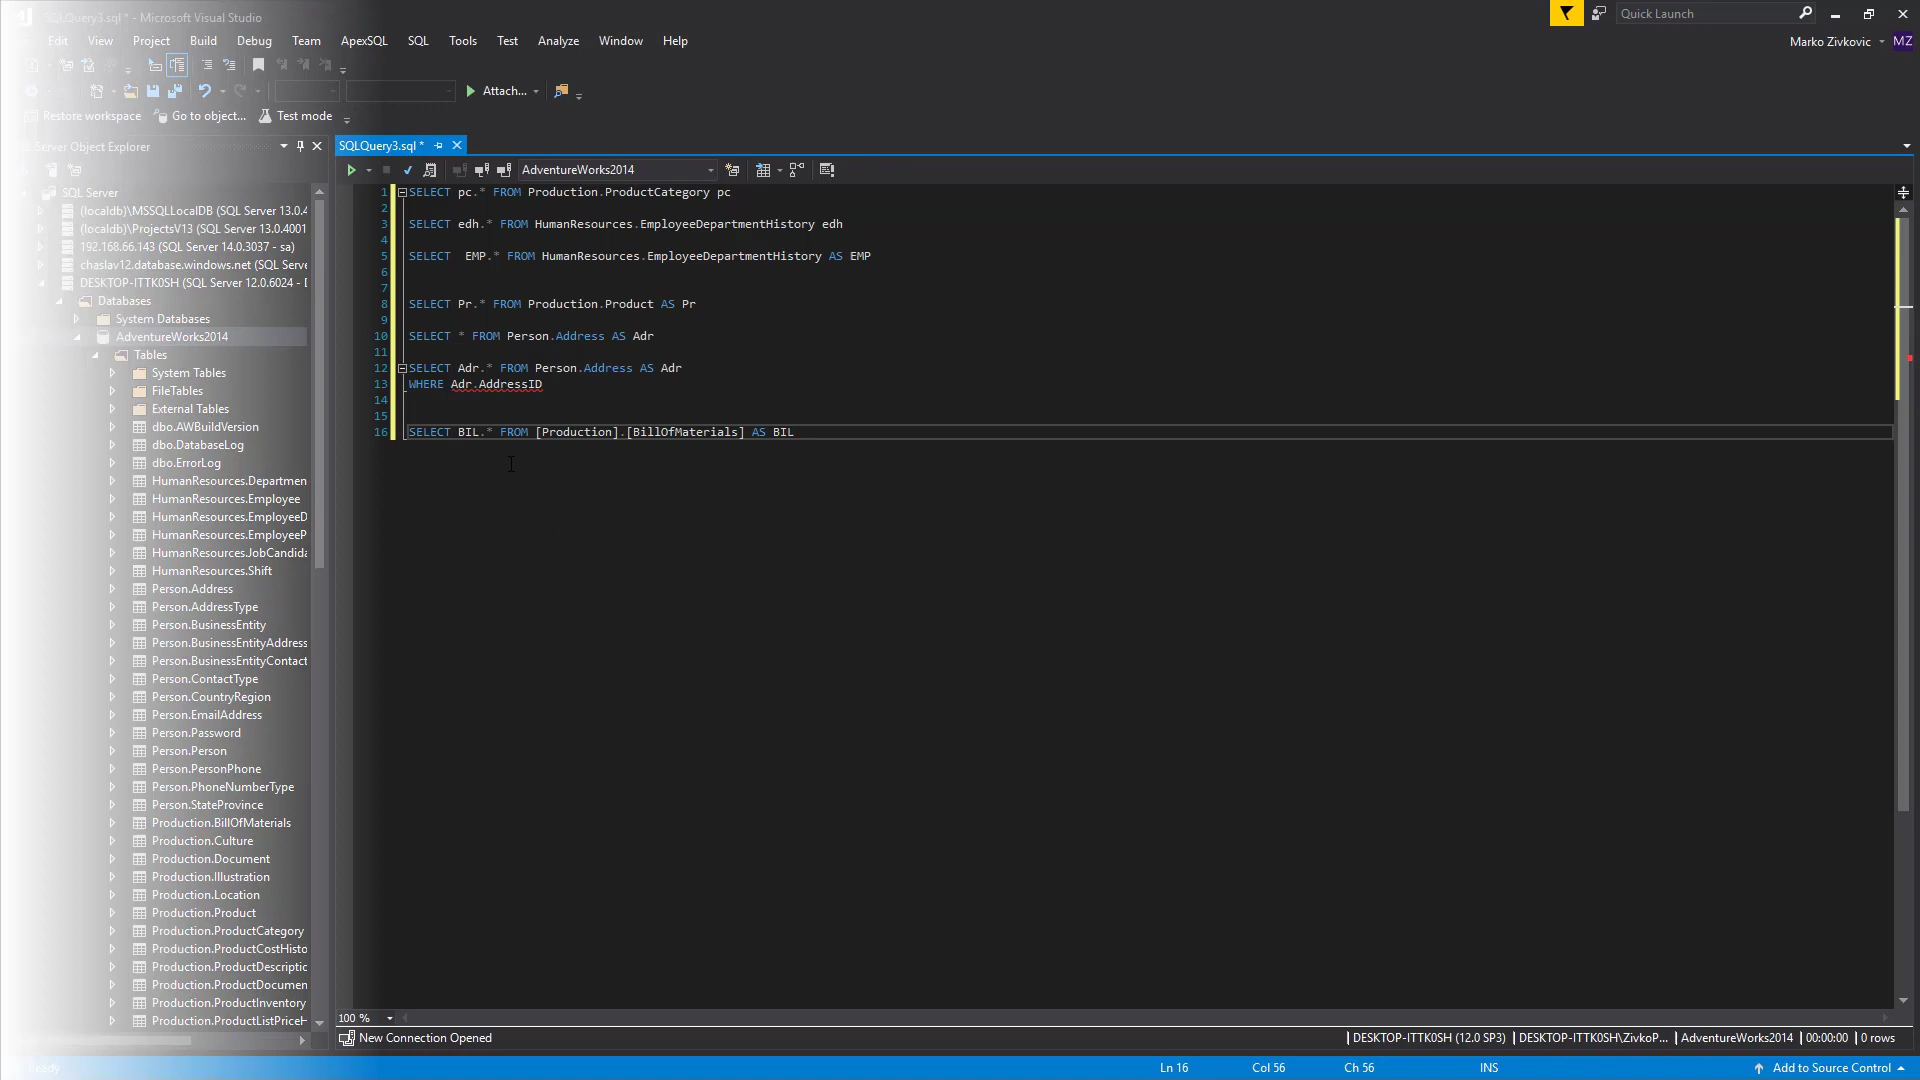 SQLQuery3.sql * - Microsoft Visual Studio
Quick Launch
Edit View Project Build Debug Team ApexSQL SQL Tools Test Analyze Window Help
Marko Zivkovic MZ
Attach...
Restore workspace Go to object... Test mode
Server Object Explorer
SQLQuery3.sql *
AdventureWorks2014
SQL Server
(localdb)\MSSQLLocalDB (SQL Server 13.0.4
(localdb)\ProjectsV13 (SQL Server 13.0.4001
192.168.66.143 (SQL Server 14.0.3037 - sa)
chaslav12.database.windows.net (SQL Serve
DESKTOP-ITTK0SH (SQL Server 12.0.6024 - D
Databases
System Databases
AdventureWorks2014
Tables
System Tables
FileTables
External Tables
dbo.AWBuildVersion
dbo.DatabaseLog
dbo.ErrorLog
HumanResources.Departmen
HumanResources.Employee
HumanResources.EmployeeD
HumanResources.EmployeeP
HumanResources.JobCandida
HumanResources.Shift
Person.Address
Person.AddressType
Person.BusinessEntity
Person.BusinessEntityAddress
Person.BusinessEntityContact
Person.ContactType
Person.CountryRegion
Person.EmailAddress
Person.Password
Person.Person
Person.PersonPhone
Person.PhoneNumberType
Person.StateProvince
Production.BillOfMaterials
Production.Culture
Production.Document
Production.Illustration
Production.Location
Production.Product
Production.ProductCategory
Production.ProductCostHisto
Production.ProductDescriptio
Production.ProductDocumen
Production.ProductInventory
Production.ProductListPriceH
1 SELECT pc.* FROM Production.ProductCategory pc
2
3 SELECT edh.* FROM HumanResources.EmployeeDepartmentHistory edh
4
5 SELECT  EMP.* FROM HumanResources.EmployeeDepartmentHistory AS EMP
6
7
8 SELECT Pr.* FROM Production.Product AS Pr
9
10 SELECT * FROM Person.Address AS Adr
11
12 SELECT Adr.* FROM Person.Address AS Adr
13 WHERE Adr.AddressID
14
15
16 SELECT BIL.* FROM [Production].[BillOfMaterials] AS BIL
100 %
New Connection Opened DESKTOP-ITTK0SH (12.0 SP3) DESKTOP-ITTK0SH\ZivkoP... AdventureWorks2014 00:00:00 0 rows
Ready Ln 16 Col 56 Ch 56 INS Add to Source Control